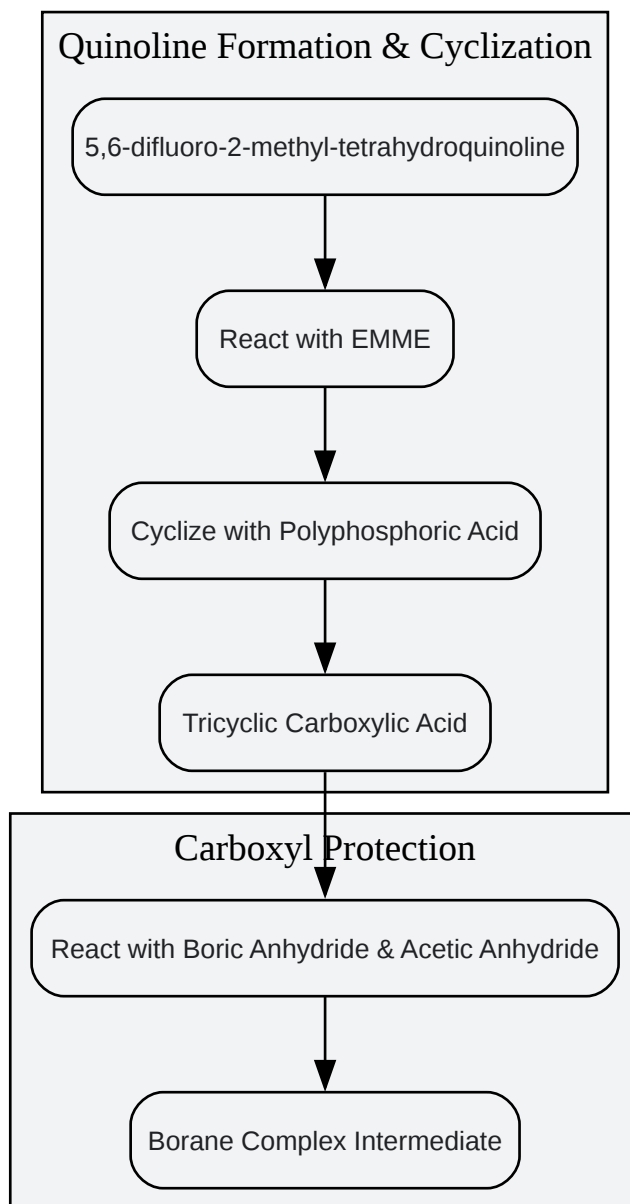 Quinoline Formation & Cyclization
5,6-difluoro-2-methyl-tetrahydroquinoline
React with EMME
Cyclize with Polyphosphoric Acid
Tricyclic Carboxylic Acid
Carboxyl Protection
React with Boric Anhydride & Acetic Anhydride
Borane Complex Intermediate